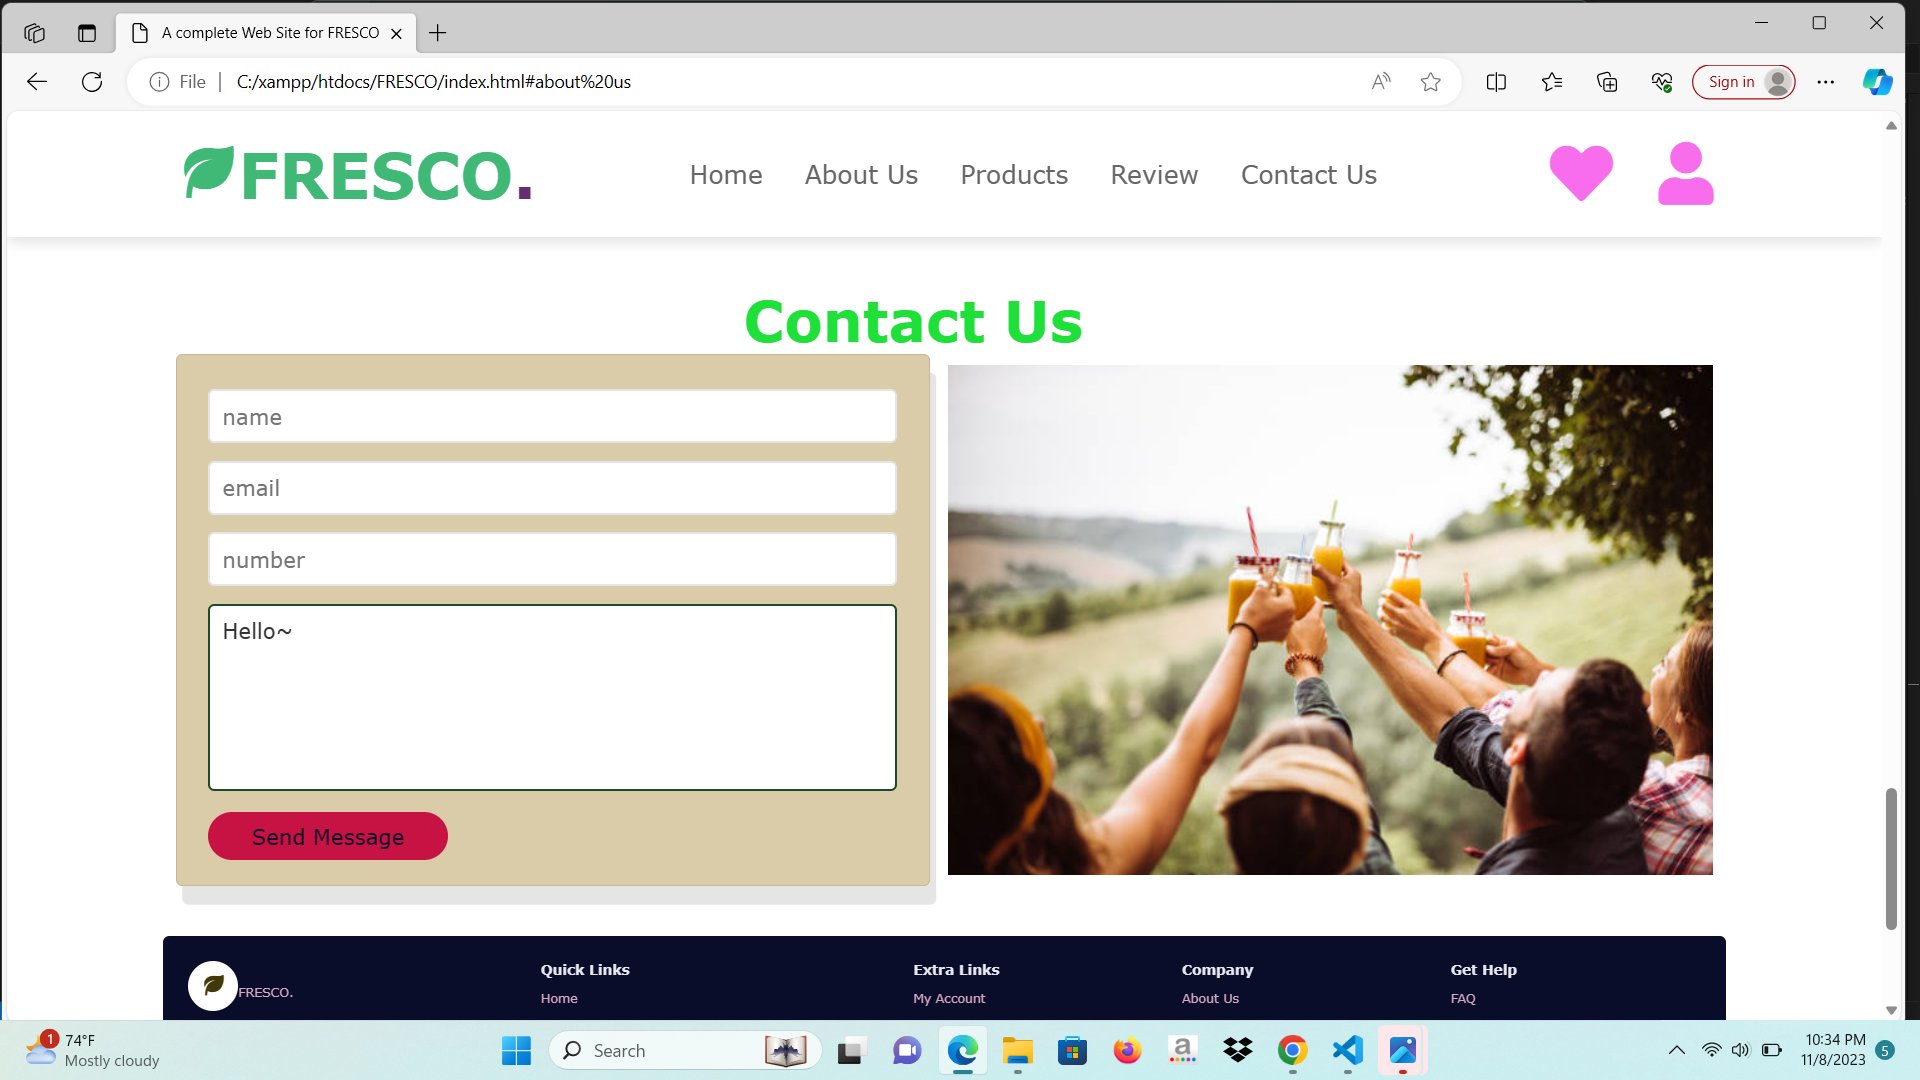 A complete Web Site for FRESCO
File
C:/xampp/htdocs/FRESCO/index.html#about%20us
Sign in
FRESCO.
Home
About Us
Products
Review
Contact Us
Contact Us
name
email
number
Hello~
Send Message
FRESCO.
Quick Links
Home
Extra Links
My Account
Company
About Us
Get Help
FAQ
1
74°F
Mostly cloudy
Search
a
10:34 PM
11/8/2023
5